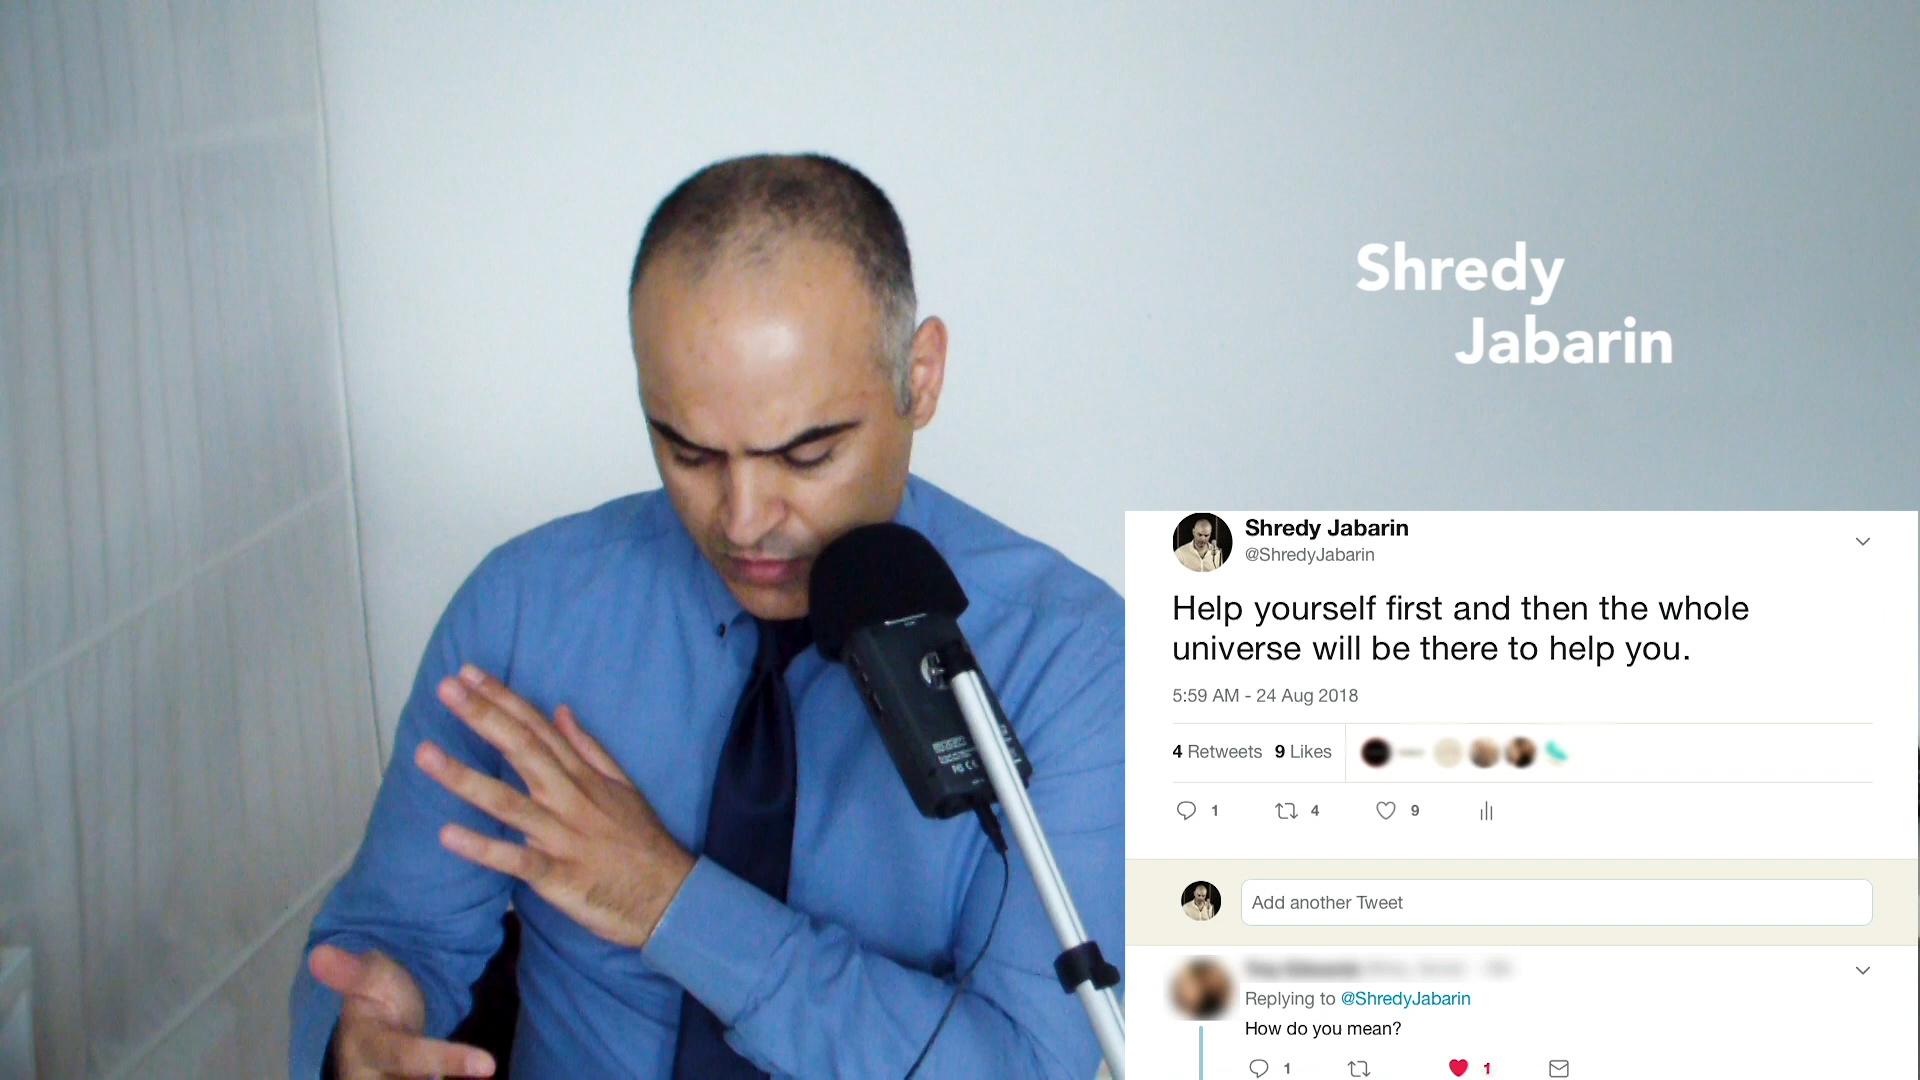 Shredy
Jabarin
Shredy Jabarin
@ShredyJabarin
Help yourself first and then the whole
universe will be there to help you.
5:59 AM - 24 Aug 2018
4 Retweets 9 Likes
1 4 9
Add another Tweet
Replying to @ShredyJabarin
How do you mean?
1 1
FC CE